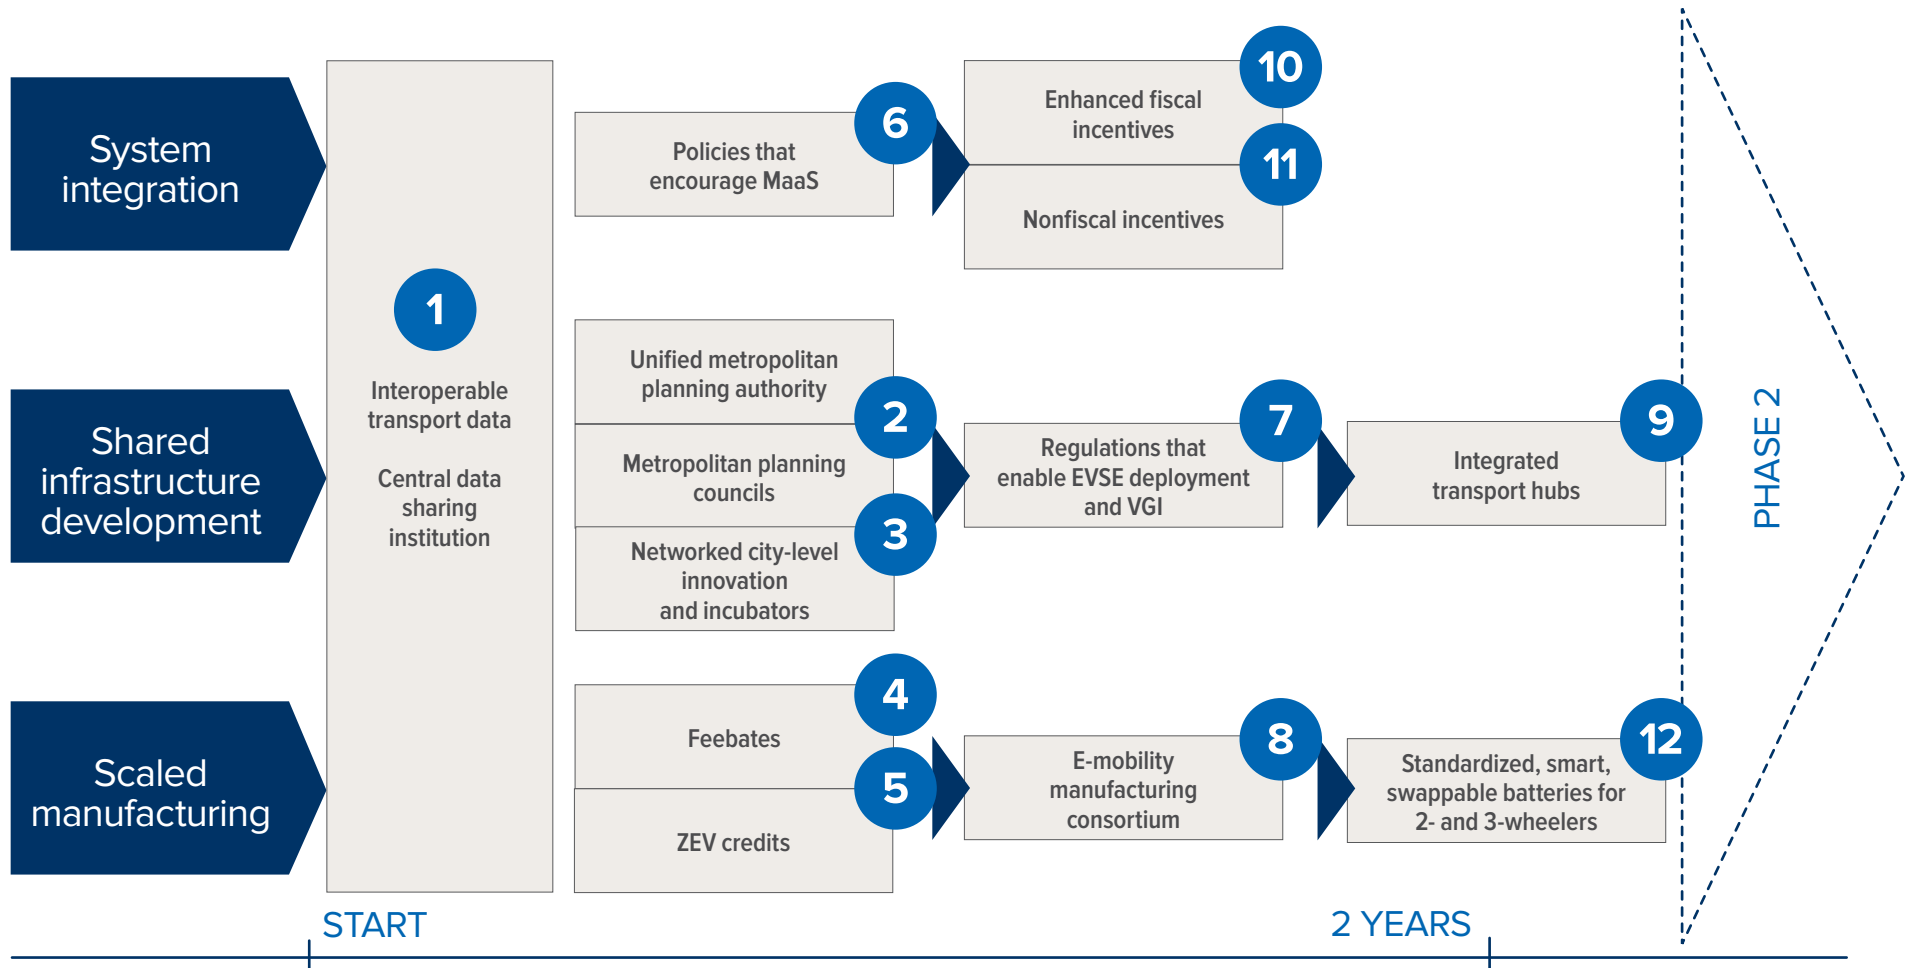 System
integration
Shared
infrastructure
development
Scaled
manufacturing
1
Interoperable
transport data
Central data
sharing
institution
6
Policies that
encourage MaaS
10
Enhanced fiscal
incentives
11
Nonfiscal incentives
Unified metropolitan
planning authority
2
Metropolitan planning
councils
3
Networked city-level
innovation
and incubators
7
Regulations that
enable EVSE deployment
and VGI
9
Integrated
transport hubs
4
Feebates
5
ZEV credits
8
E-mobility
manufacturing
consortium
12
Standardized, smart,
swappable batteries for
2- and 3-wheelers
PHASE 2
START
2 YEARS